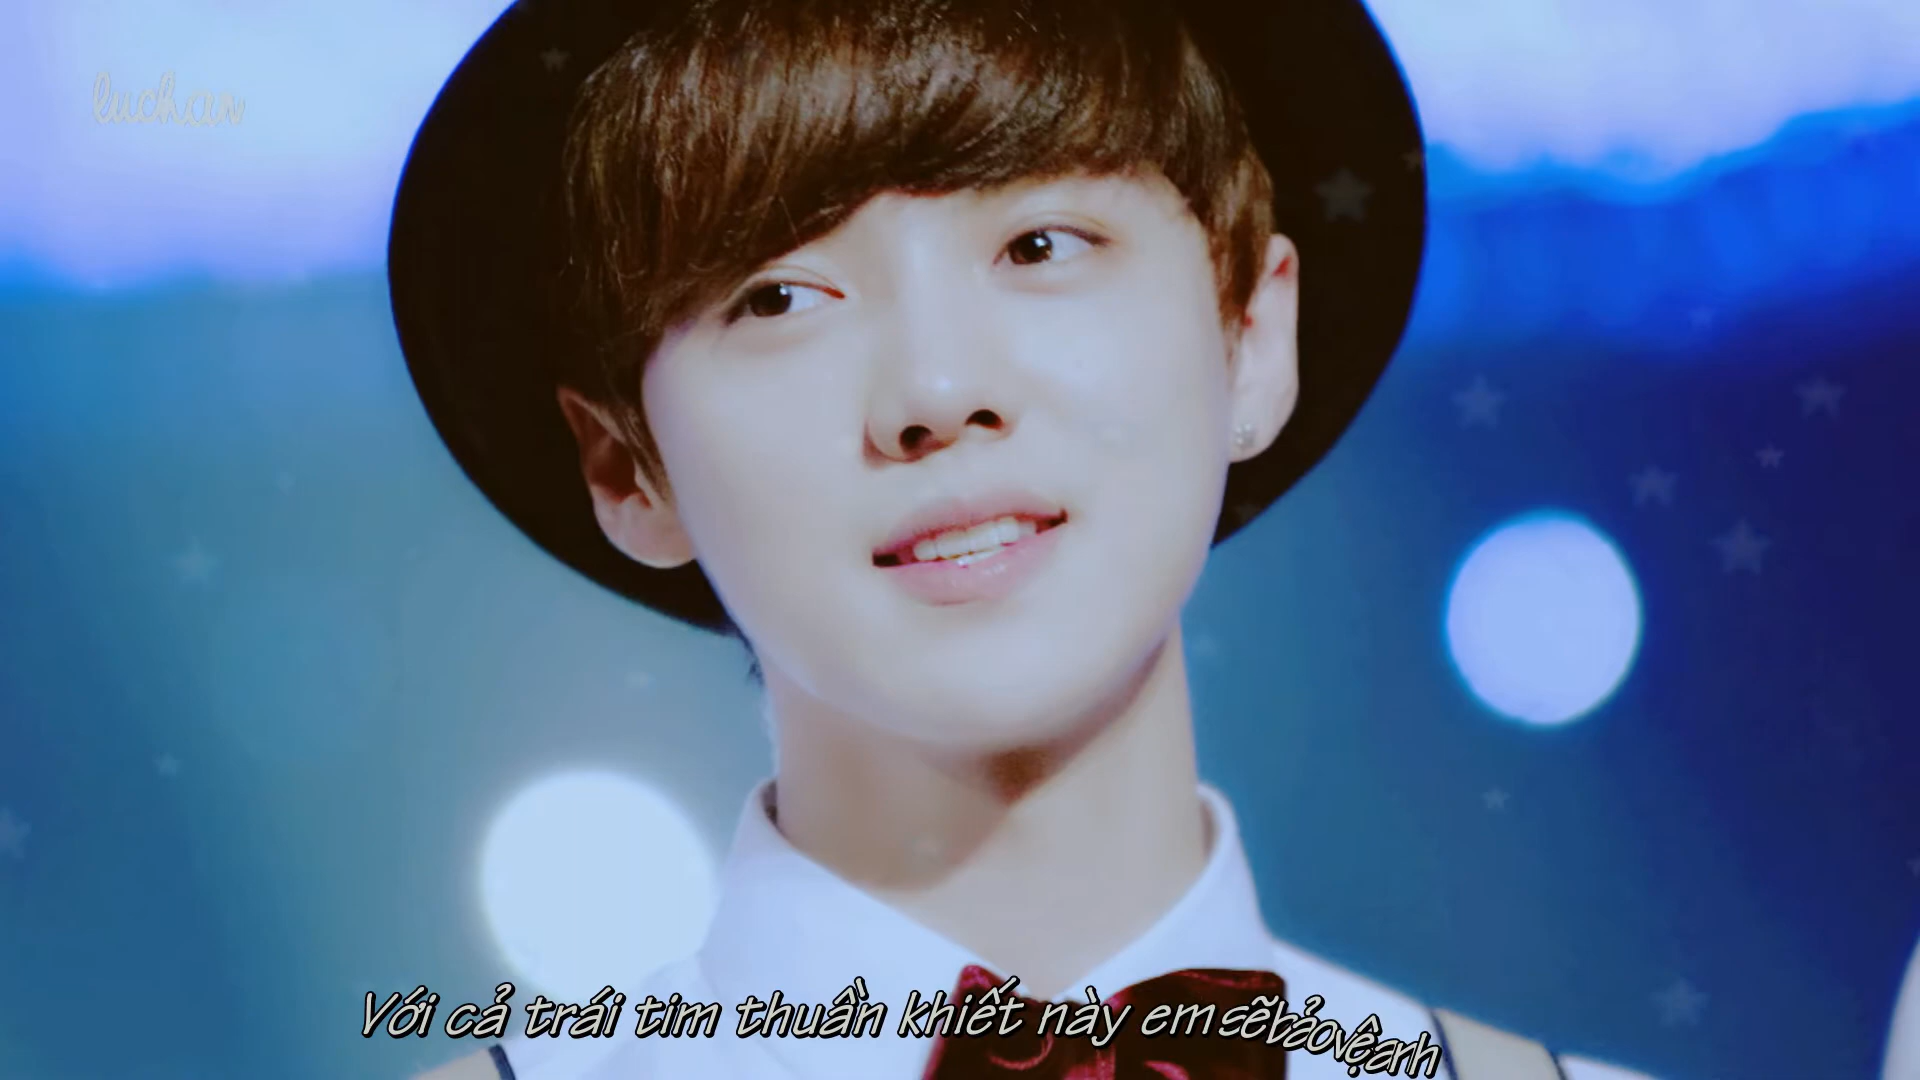 luchan
Với cả trái tim thuần khiết này em sẽ bảo vệ anh